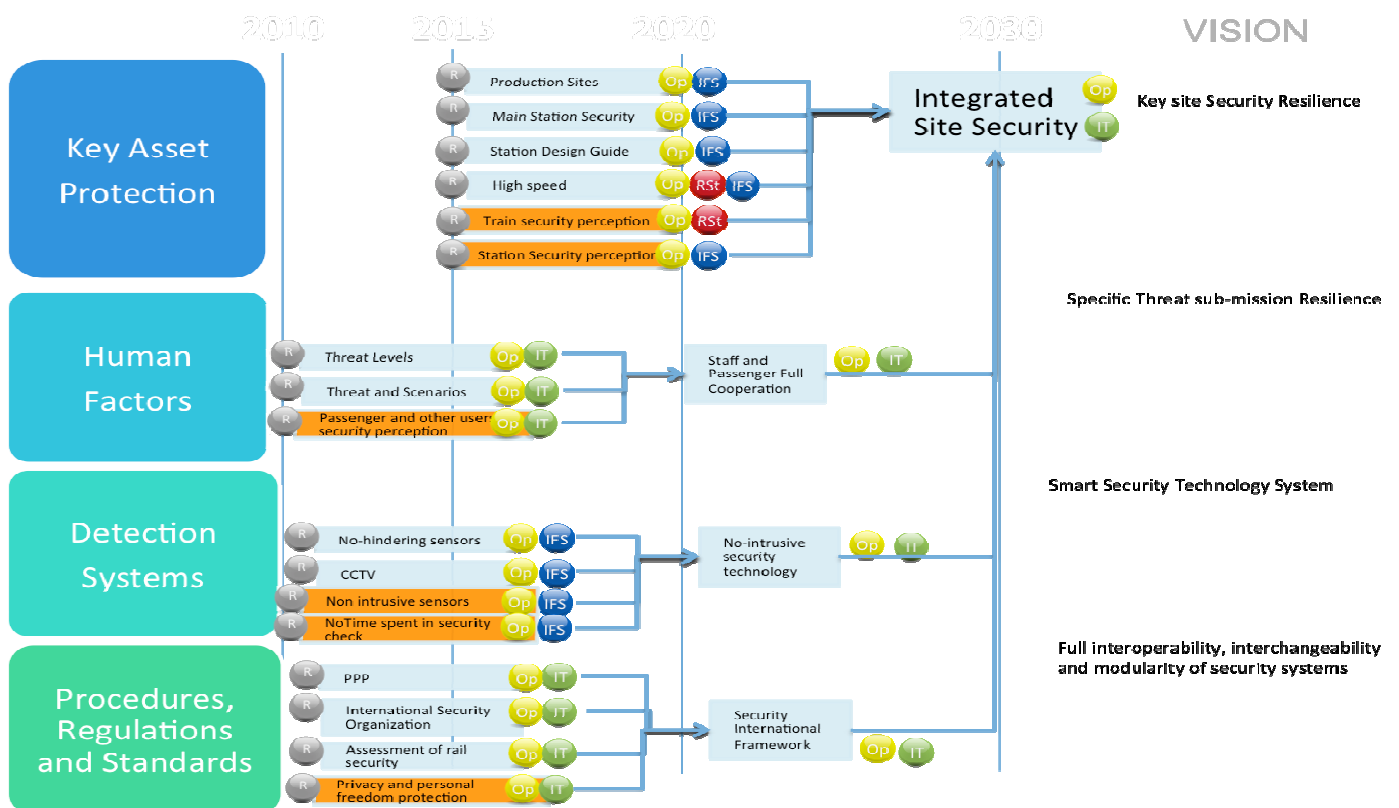 2010 2015 2020 2030 VISION
Key Asset
Protection
R Production Sites Op IFS
R Main Station Security Op IFS
R Station Design Guide Op IFS
R High speed Op RSt IFS
R Train security perception Op RSt
R Station Security perception Op IFS
Integrated
Site Security
Op
IT
Key site Security Resilience
Specific Threat sub-mission Resilience
Human
Factors
R Threat Levels Op IT
R Threat and Scenarios Op IT
R Passenger and other user
security perception Op IT
Staff and
Passenger Full
Cooperation
Op IT
Smart Security Technology System
Detection
Systems
R No-hindering sensors Op IFS
R CCTV Op IFS
R Non intrusive sensors Op IFS
R NoTime spent in security
check Op IFS
No-intrusive
security
technology
Op IT
Full interoperability, interchangeability
and modularity of security systems
Procedures,
Regulations
and Standards
R PPP Op IT
R International Security
Organization Op IT
R Assessment of rail
security Op IT
R Privacy and personal
freedom protection Op IT
Security
International
Framework
Op IT